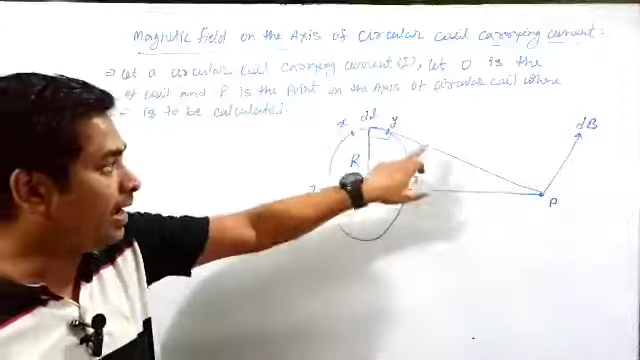 Magnetic field on the Axis of circular coil carrying current :
⇒ Let a circular coil carrying current (I), Let O is the
of coil and P is the point on the Axis of circular coil where
is to be calculated.
x dl y
dB
R
P